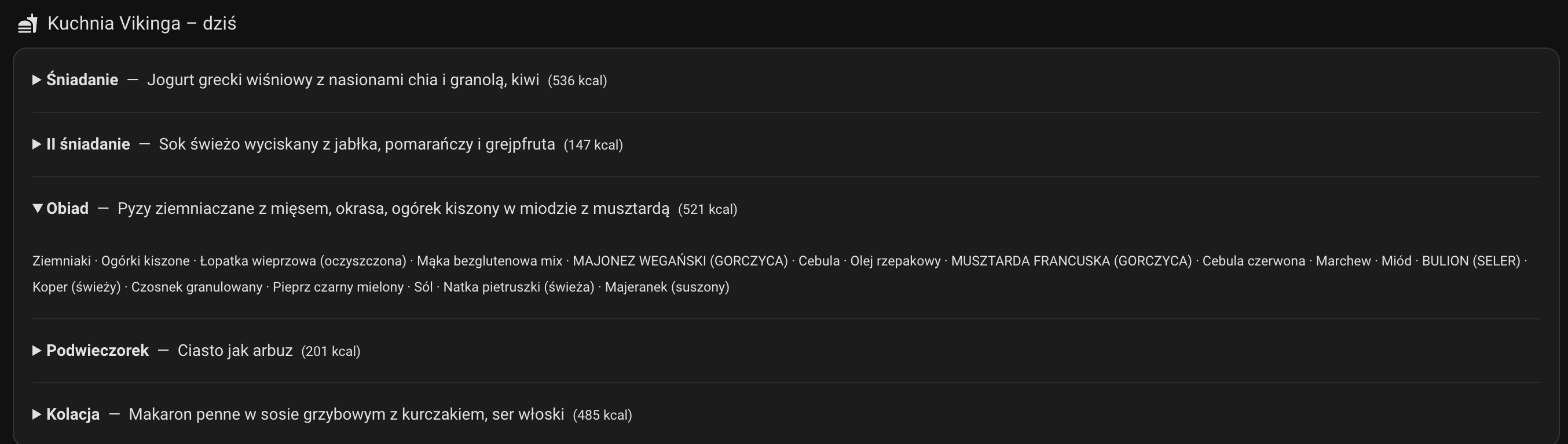 Kuchnia Vikinga – dziś
▶ Śniadanie — Jogurt grecki wiśniowy z nasionami chia i granolą, kiwi (536 kcal)
▶ II śniadanie — Sok świeżo wyciskany z jabłka, pomarańczy i grejpfruta (147 kcal)
▼ Obiad — Pyzy ziemniaczane z mięsem, okrasa, ogórek kiszony w miodzie z musztardą (521 kcal)
Ziemniaki · Ogórki kiszone · Łopatka wieprzowa (oczyszczona) · Mąka bezglutenowa mix · MAJONEZ WEGAŃSKI (GORCZYCA) · Cebula · Olej rzepakowy · MUSZTARDA FRANCUSKA (GORCZYCA) · Cebula czerwona · Marchew · Miód · BULION (SELER) ·
Koper (świeży) · Czosnek granulowany · Pieprz czarny mielony · Sól · Natka pietruszki (świeża) · Majeranek (suszony)
▶ Podwieczorek — Ciasto jak arbuz (201 kcal)
▶ Kolacja — Makaron penne w sosie grzybowym z kurczakiem, ser włoski (485 kcal)